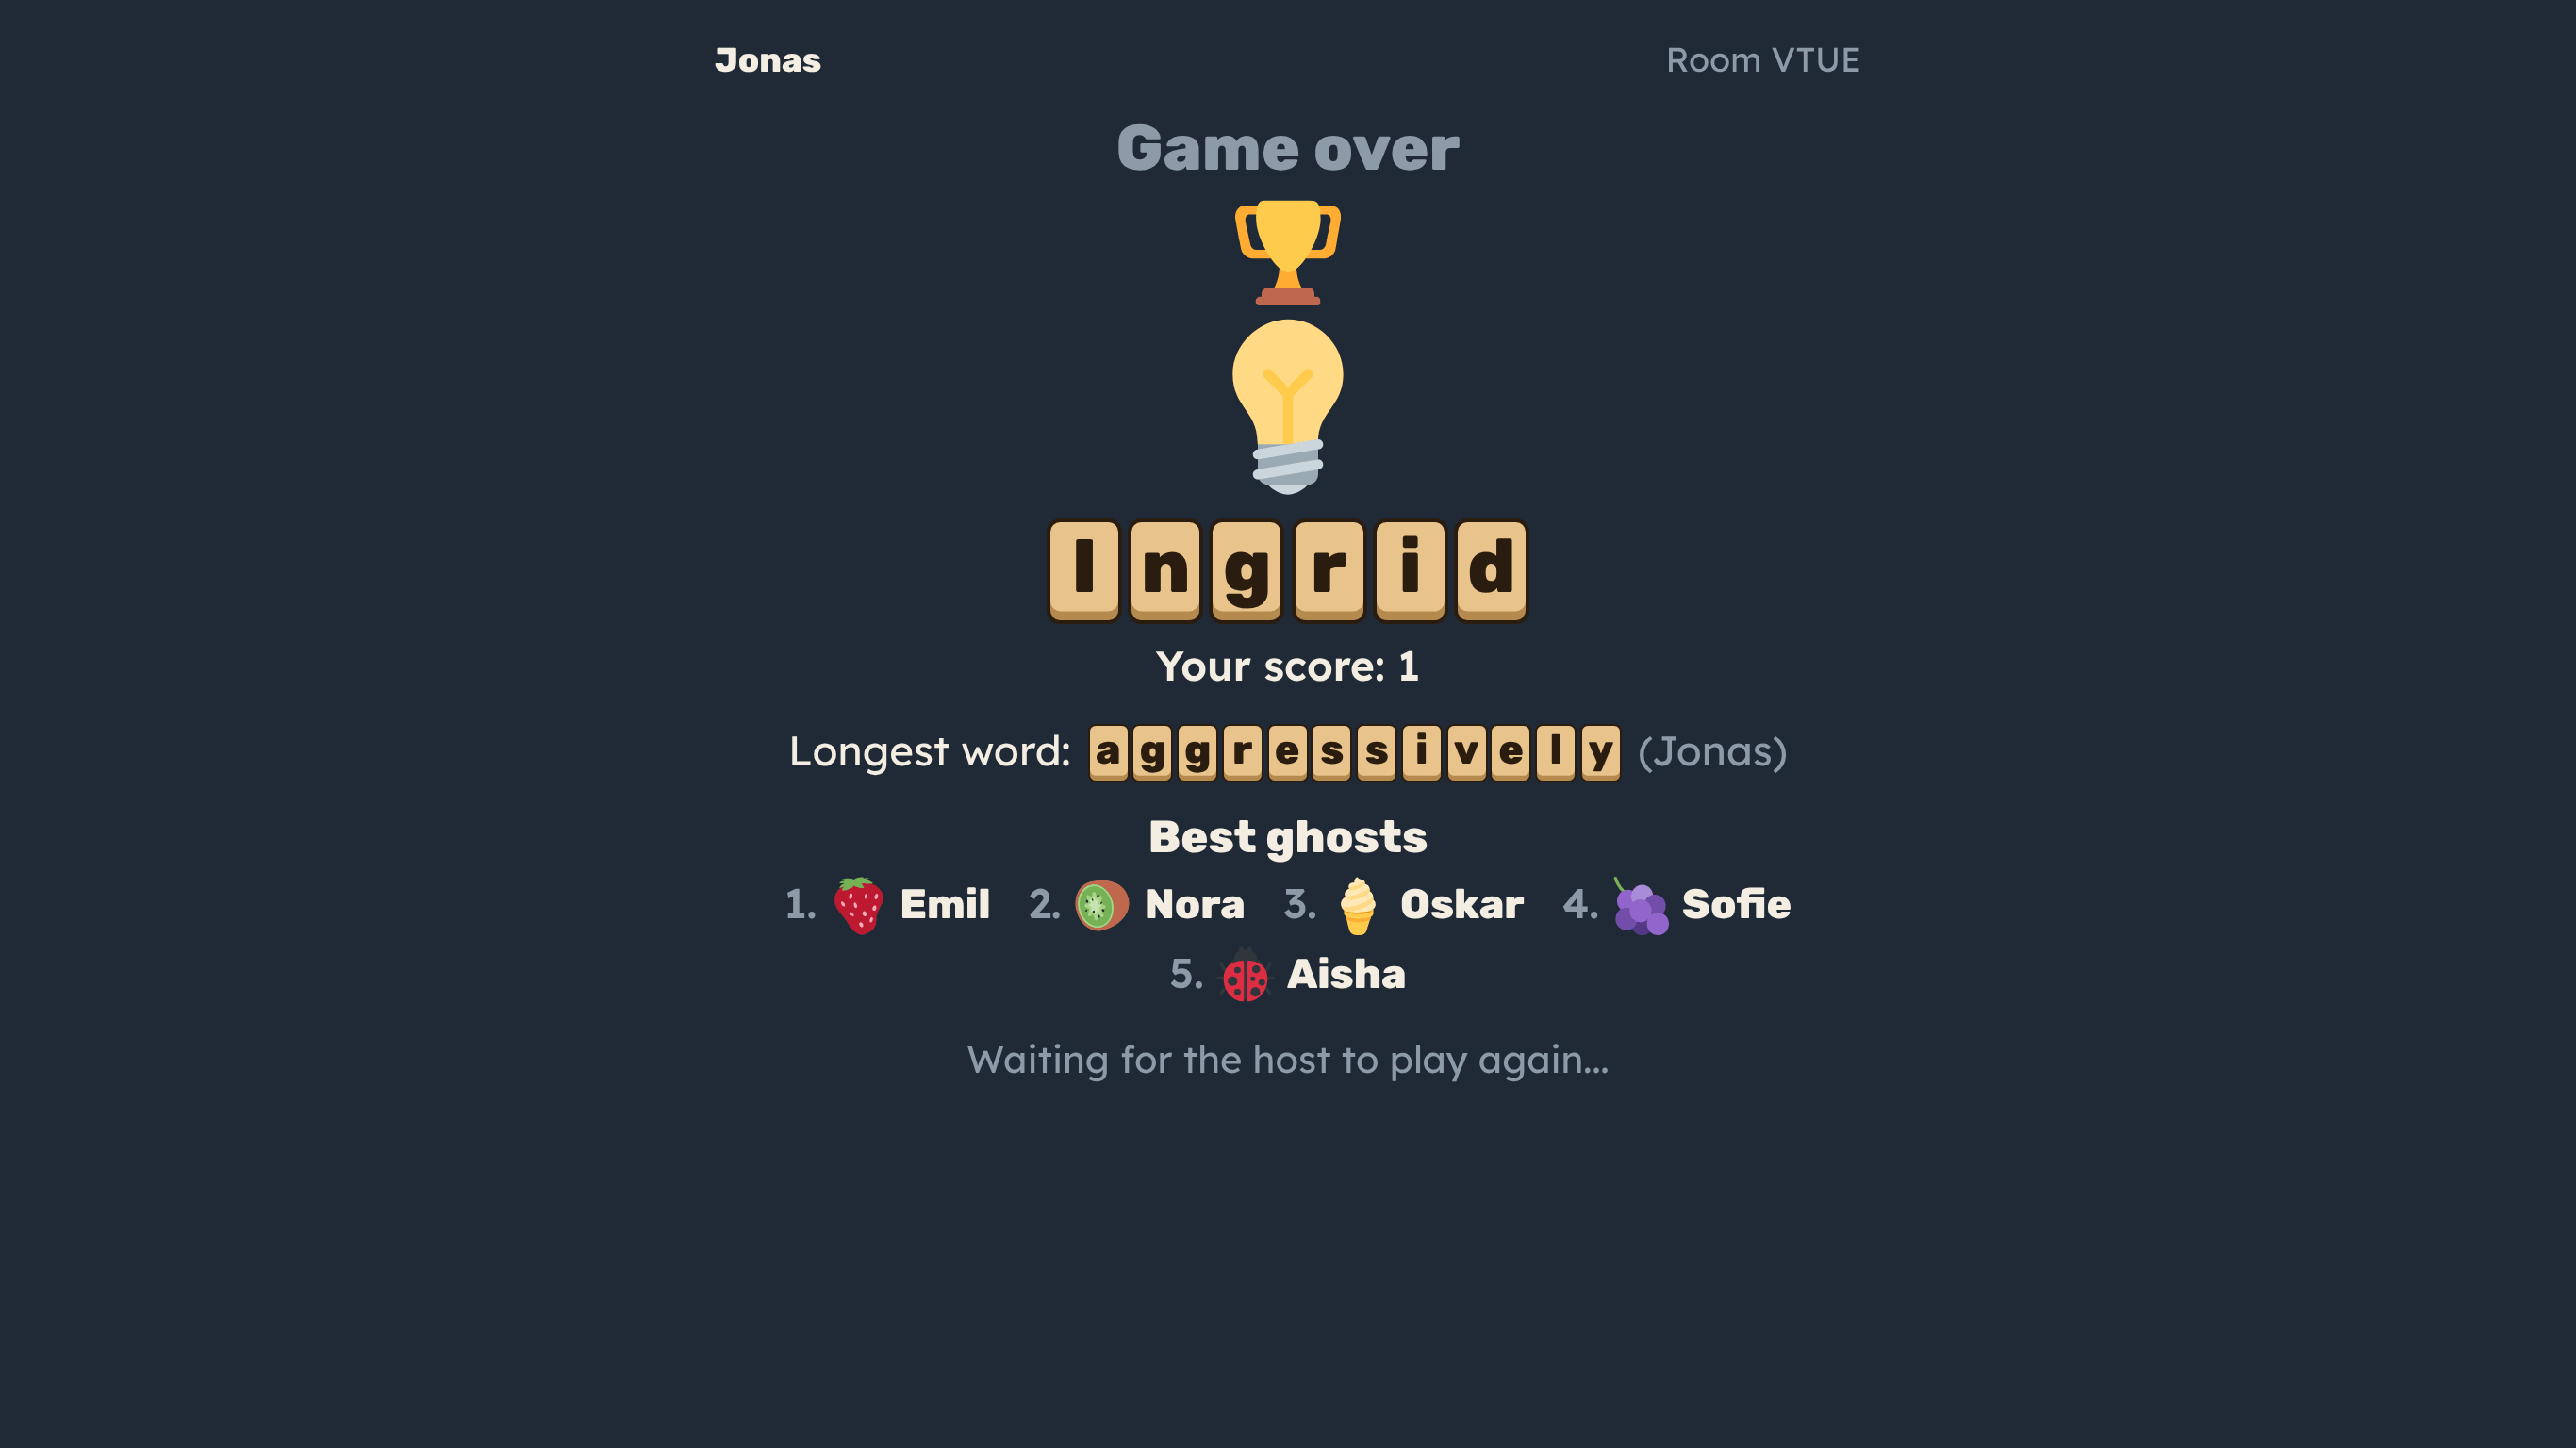 Jonas Room VTUE
Game over
Ingrid
Your score: 1
Longest word: aggressively (Jonas)
Best ghosts
1. Emil 2. Nora 3. Oskar 4. Sofie
5. Aisha
Waiting for the host to play again...